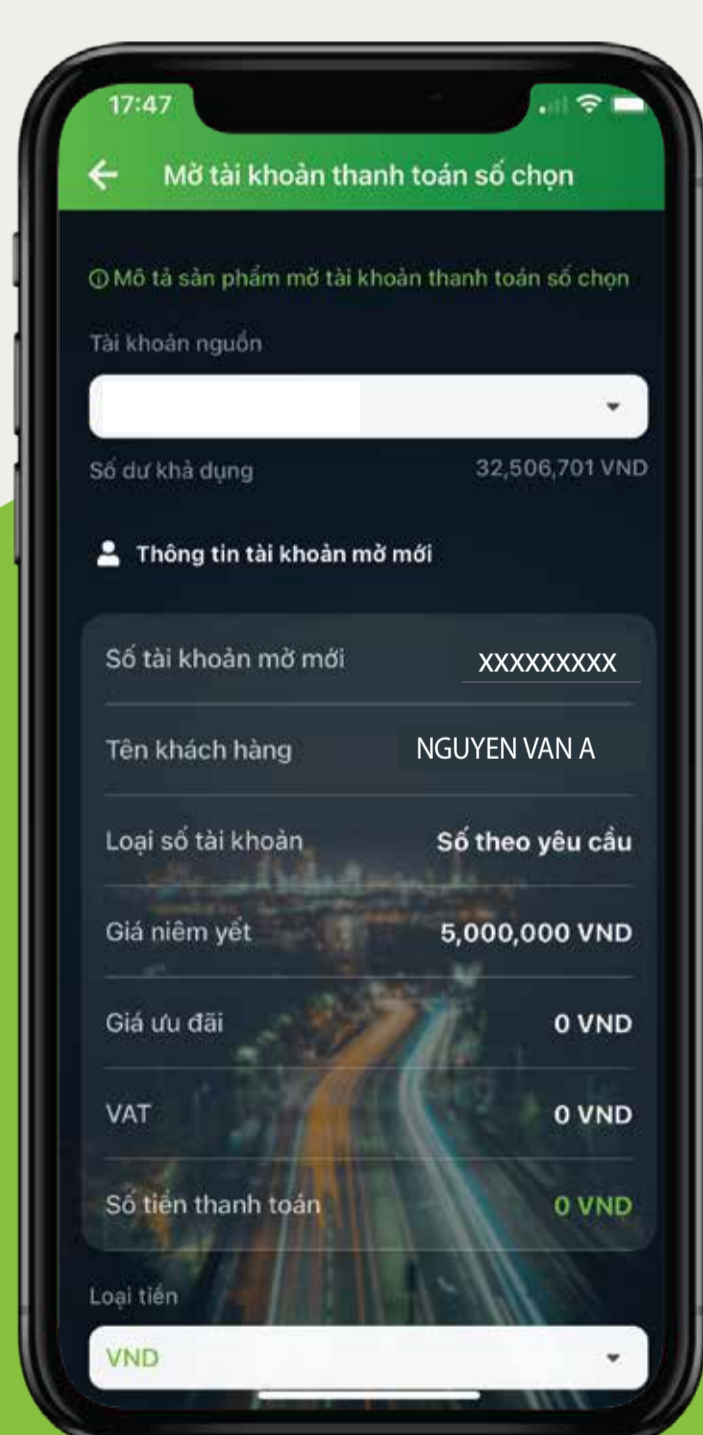 17:47
Mở tài khoản thanh toán số chọn
Mô tả sản phẩm mở tài khoản thanh toán số chọn
Tài khoản nguồn
Số dư khả dụng 32,506,701 VND
Thông tin tài khoản mở mới
Số tài khoản mở mới XXXXXXXXX
Tên khách hàng NGUYEN VAN A
Loại số tài khoản Số theo yêu cầu
Giá niêm yết 5,000,000 VND
Giá ưu đãi 0 VND
VAT 0 VND
Số tiền thanh toán 0 VND
Loại tiền
VND